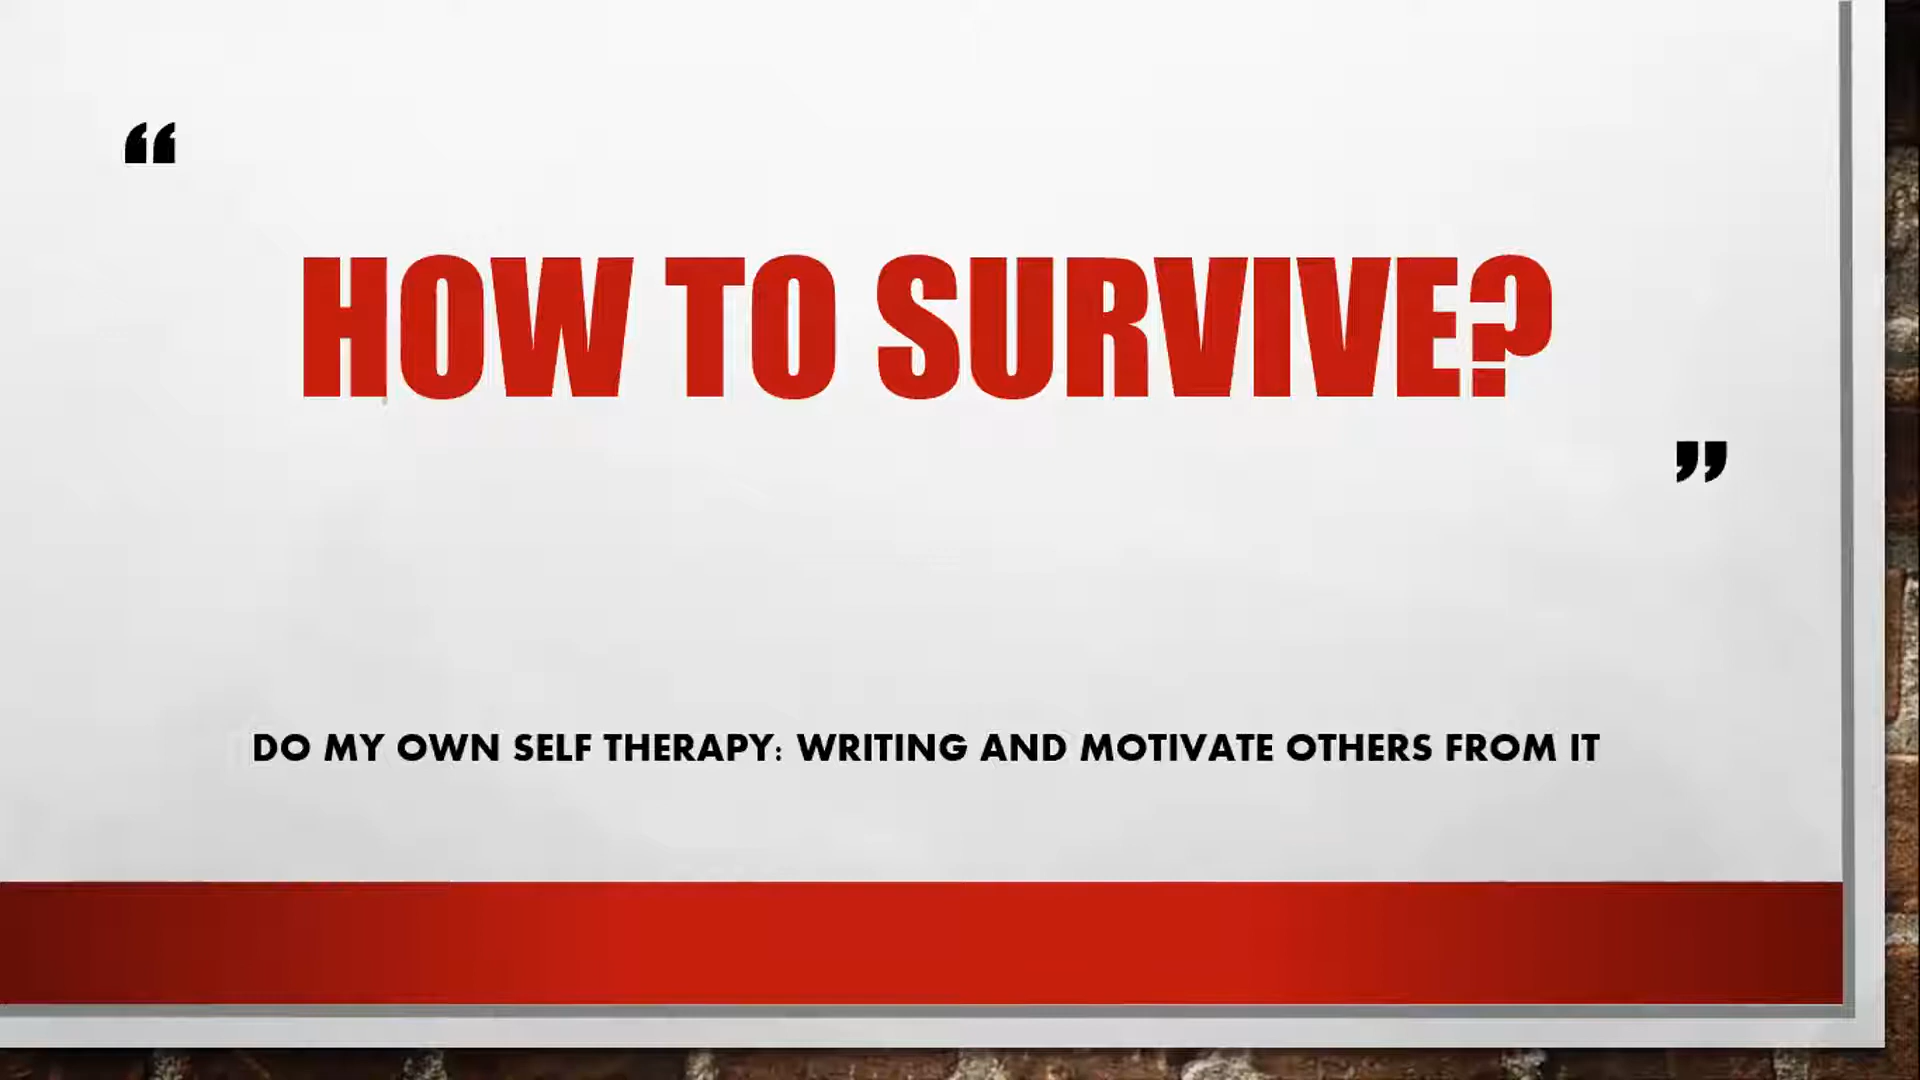 “
HOW TO SURVIVE?
”
DO MY OWN SELF THERAPY: WRITING AND MOTIVATE OTHERS FROM IT